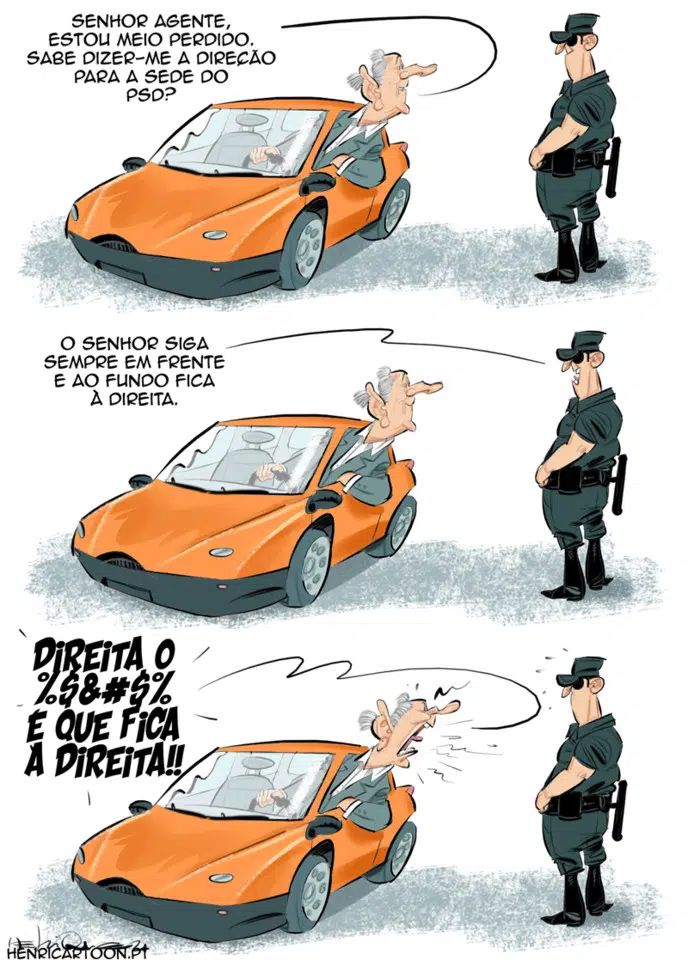 SENHOR AGENTE,
ESTOU MEIO PERDIDO.
SABE DIZER-ME A DIREÇÃO
PARA A SEDE DO
PSD?
O SENHOR SIGA
SEMPRE EM FRENTE
E AO FUNDO FICA
À DIREITA.
DIREITA O
%$&#$%
É QUE FICA
À DIREITA!!
HENRICARTOON.PT